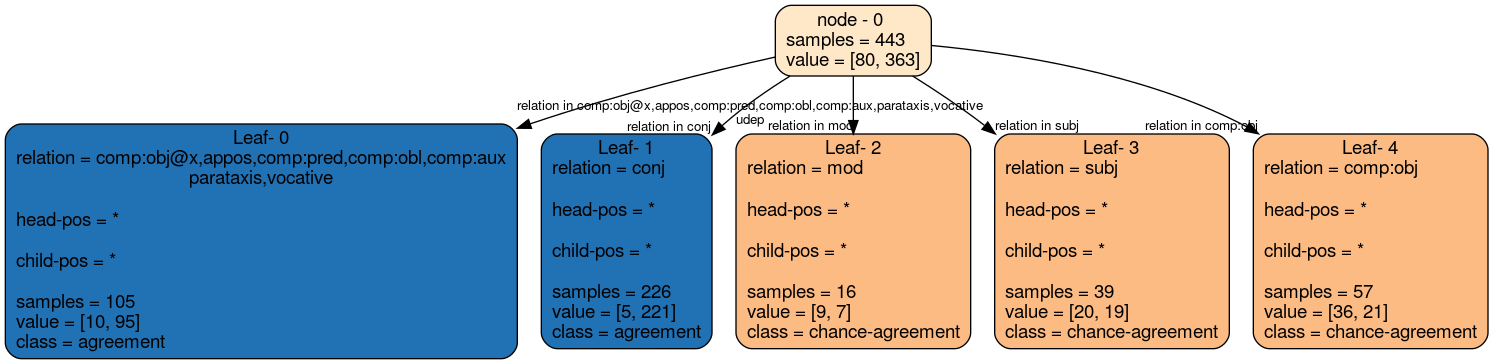 node - 0
samples = 443
value = [80, 363]
relation in comp:obj@x,appos,comp:pred,comp:obl,comp:aux,parataxis,vocative
udep
relation in conj
relation in mod
relation in subj
relation in comp:obj
Leaf- 0
relation = comp:obj@x,appos,comp:pred,comp:obl,comp:aux
parataxis,vocative
head-pos = *
child-pos = *
samples = 105
value = [10, 95]
class = agreement
Leaf- 1
relation = conj
head-pos = *
child-pos = *
samples = 226
value = [5, 221]
class = agreement
Leaf- 2
relation = mod
head-pos = *
child-pos = *
samples = 16
value = [9, 7]
class = chance-agreement
Leaf- 3
relation = subj
head-pos = *
child-pos = *
samples = 39
value = [20, 19]
class = chance-agreement
Leaf- 4
relation = comp:obj
head-pos = *
child-pos = *
samples = 57
value = [36, 21]
class = chance-agreement